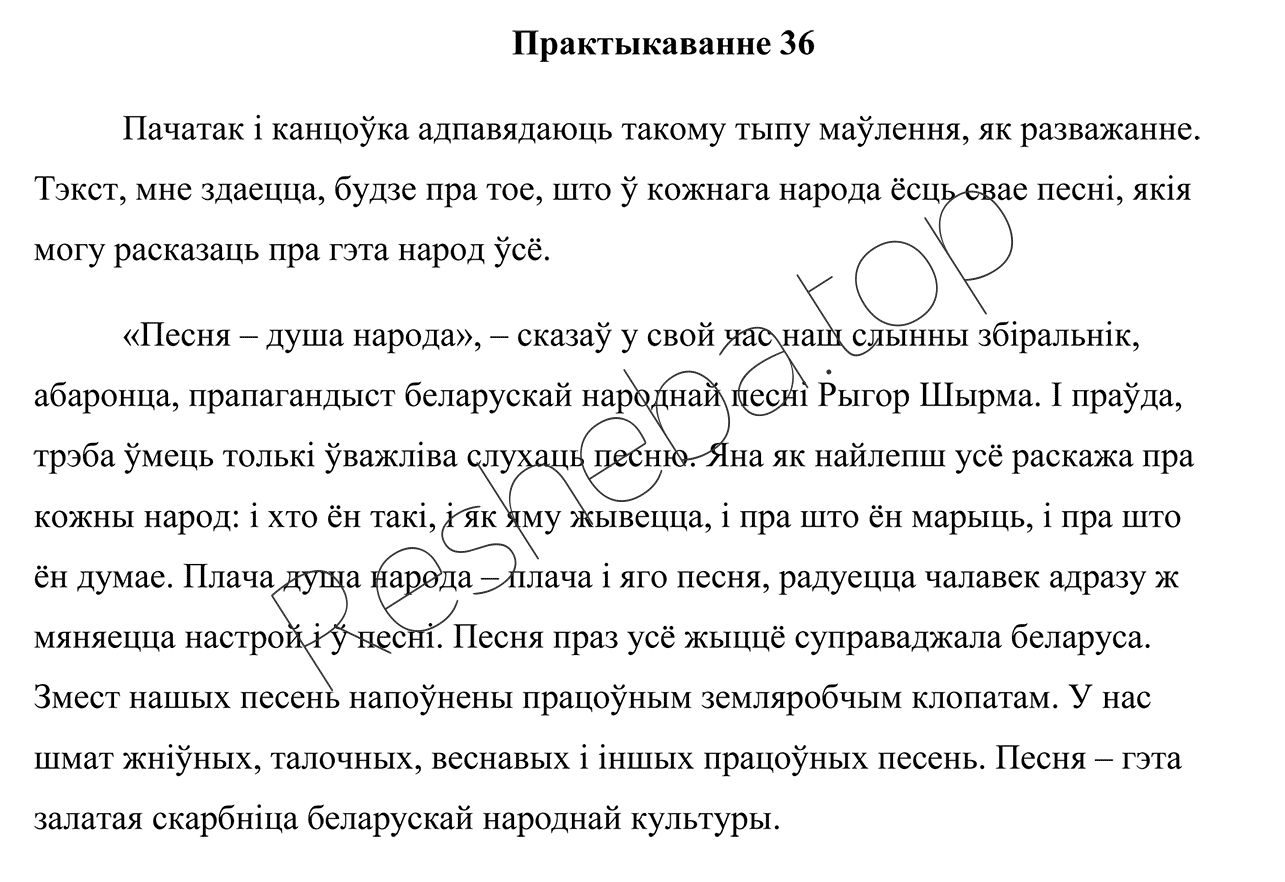 Практыкаванне 36
Пачатак і канцоўка адпавядаюць такому тыпу маўлення, як разважанне.
Тэкст, мне здаецца, будзе пра тое, што ў кожнага народа ёсць свае песні, якія
могу расказаць пра гэта народ ўсё.
«Песня – душа народа», – сказаў у свой час наш слынны збіральнік,
абаронца, прапагандыст беларускай народнай песні Рыгор Шырма. І праўда,
трэба ўмець толькі ўважліва слухаць песню. Яна як найлепш усё раскажа пра
кожны народ: і хто ён такі, і як яму жывецца, і пра што ён марыць, і пра што
ён думае. Плача душа народа – плача і яго песня, радуецца чалавек адразу ж
мяняецца настрой і ў песні. Песня праз усё жыццё суправаджала беларуса.
Змест нашых песень напоўнены працоўным земляробчым клопатам. У нас
шмат жніўных, талочных, веснавых і іншых працоўных песень. Песня – гэта
залатая скарбніца беларускай народнай культуры.
Resheba.top